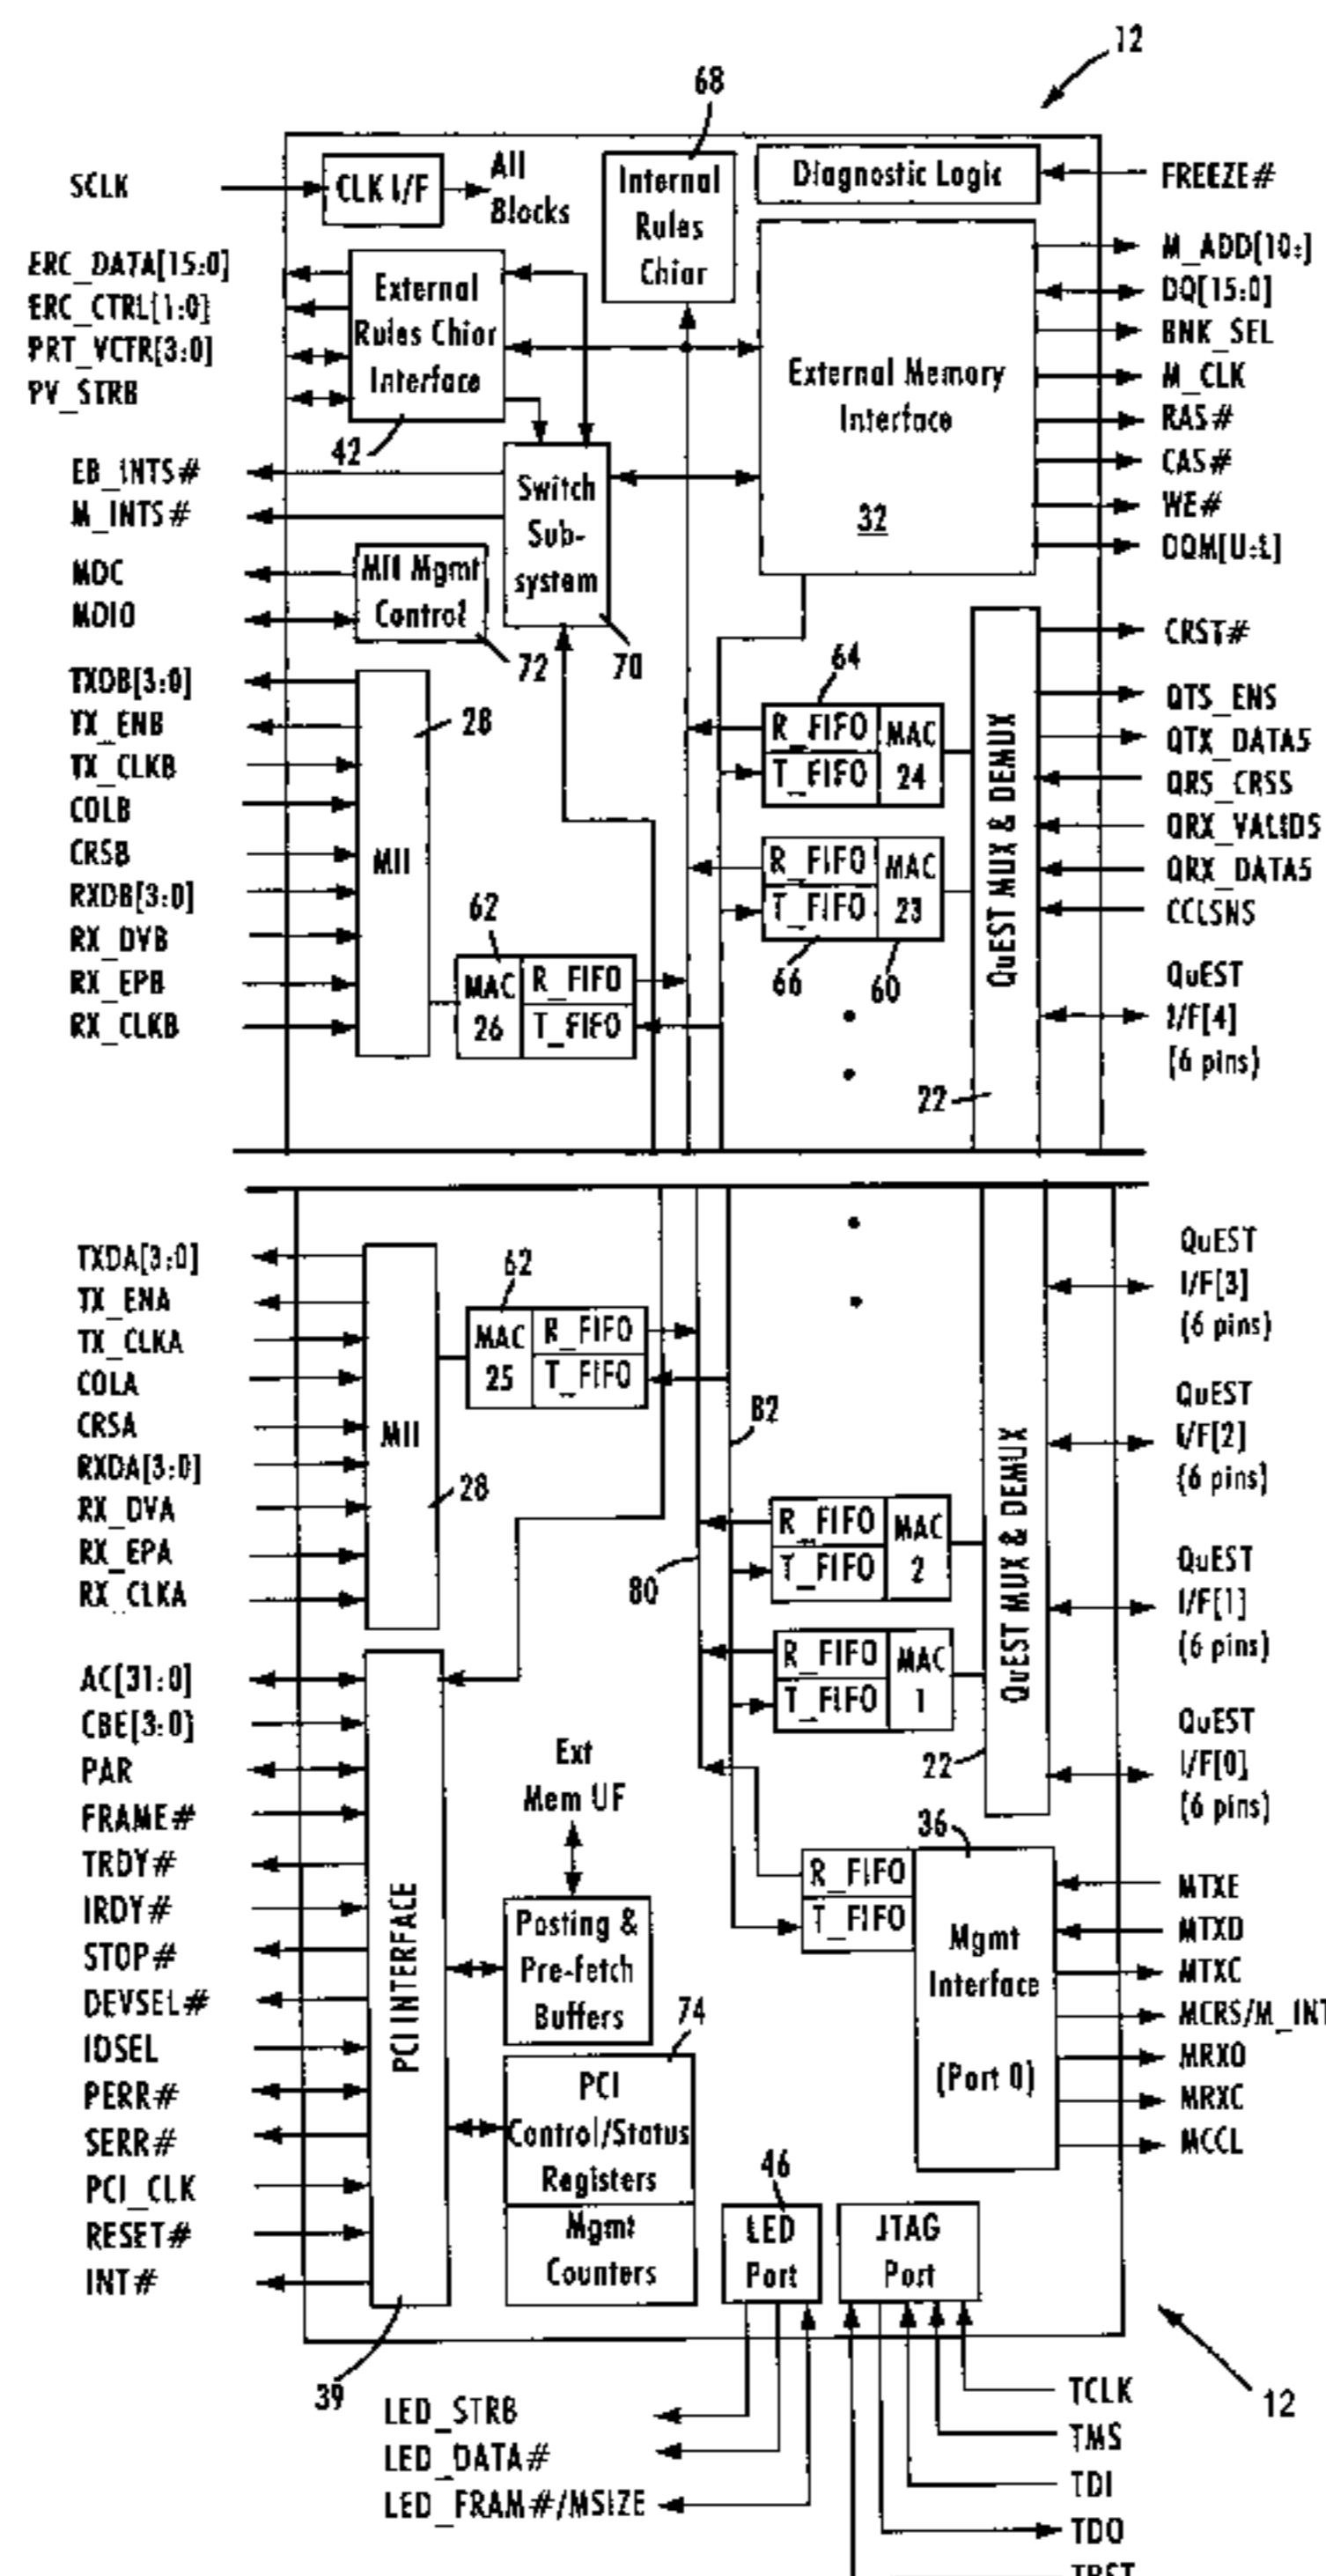 12
68
SCLK
CLK I/F
All
Blocks
Internal
Rules
Chior
Diagnostic Logic
FREEZE#
ERC_DATA[15:0]
ERC_CTRL[1:0]
PRT_VCTR[3:0]
PV_STRB
External
Rules Chior
Interface
42
External Memory
Interface
32
M_ADD[10:]
DQ[15:0]
BNK_SEL
M_CLK
RAS#
CAS#
WE#
DQM[U:L]
EB_INTS#
M_INTS#
MDC
MDIO
Switch
Sub-
system
70
MII Mgmt
Control
72
CRST#
QTS_ENS
QTX_DATA5
QRS_CRSS
QRX_VALID5
QRX_DATA5
CCLSNS
QuEST
I/F[4]
(6 pins)
TXDB[3:0]
TX_ENB
TX_CLKB
COLB
CRSB
RXDB[3:0]
RX_DVB
RX_EPB
RX_CLKB
28
MII
62
MAC
26
R_FIFO
T_FIFO
64
R_FIFO
T_FIFO
MAC
24
R_FIFO
T_FIFO
MAC
23
66
60
QuEST MUX & DEMUX
22
TXDA[3:0]
TX_ENA
TX_CLKA
COLA
CRSA
RXDA[3:0]
RX_DVA
RX_EPA
RX_CLKA
MII
28
62
MAC
25
R_FIFO
T_FIFO
82
80
R_FIFO
T_FIFO
MAC
2
R_FIFO
T_FIFO
MAC
1
QuEST MUX & DEMUX
22
QuEST
I/F[3]
(6 pins)
QuEST
I/F[2]
(6 pins)
QuEST
I/F[1]
(6 pins)
QuEST
I/F[0]
(6 pins)
AC[31:0]
CBE[3:0]
PAR
FRAME#
TRDY#
IRDY#
STOP#
DEVSEL#
IDSEL
PERR#
SERR#
PCI_CLK
RESET#
INT#
PCI INTERFACE
39
Ext
Mem UF
Posting &
Pre-fetch
Buffers
74
PCI
Control/Status
Registers
Mgmt
Counters
36
R_FIFO
T_FIFO
Mgmt
Interface
(Port 0)
MTXE
MTXD
MTXC
MCRS/M_INT
MRXO
MRXC
MCCL
46
LED
Port
JTAG
Port
LED_STRB
LED_DATA#
LED_FRAM#/MSIZE
TCLK
TMS
TDI
TDO
12